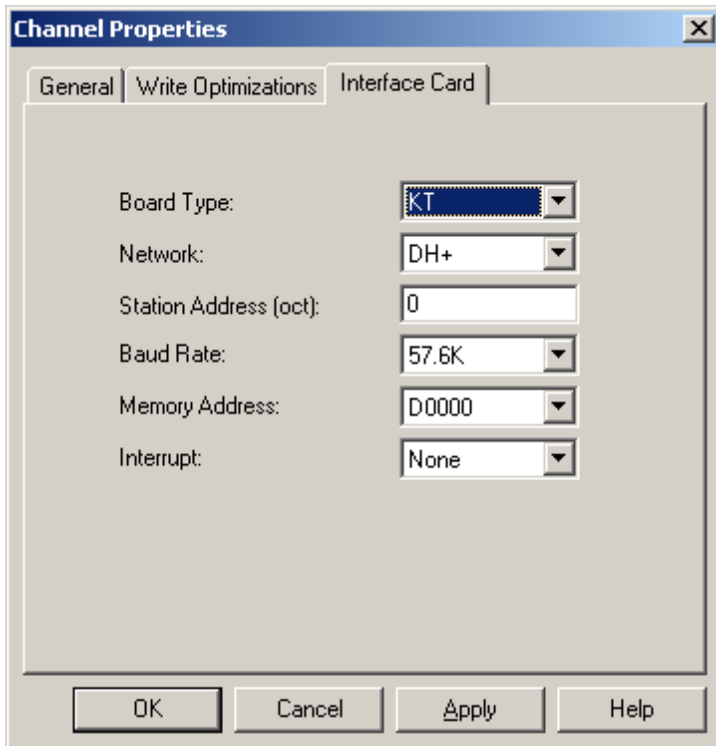 Channel Properties
General Write Optimizations Interface Card
Board Type: KT
Network: DH+
Station Address (oct): 0
Baud Rate: 57.6K
Memory Address: D0000
Interrupt: None
OK Cancel Apply Help